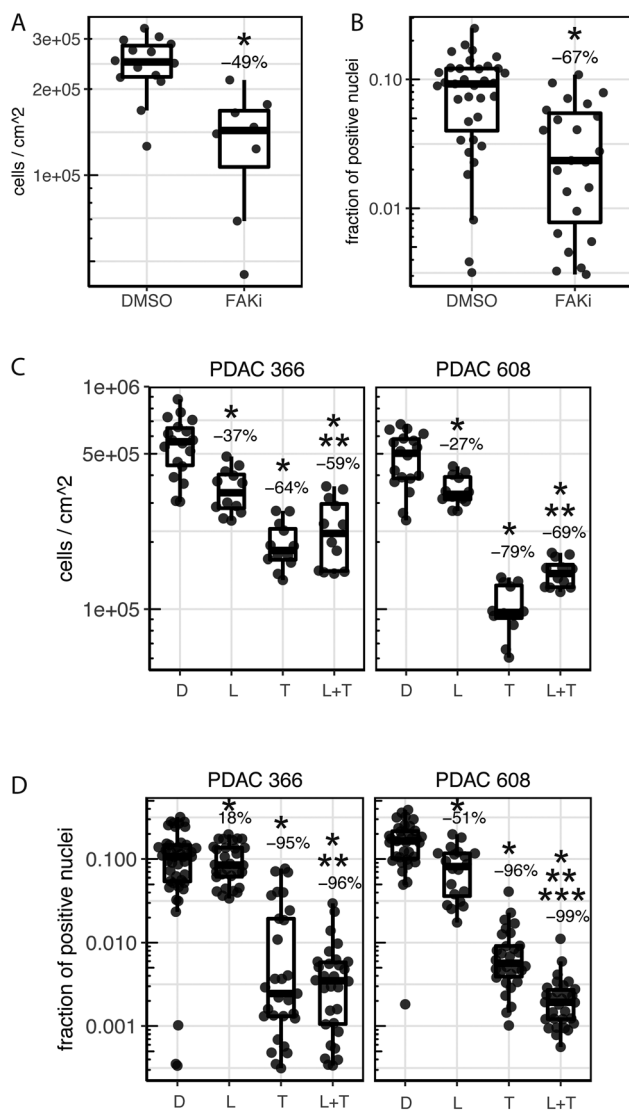 A
cells / cm^2
3e+05
2e+05
1e+05
*
−49%
DMSO
FAKi
B
fraction of positive nuclei
0.10
0.01
*
−67%
DMSO
FAKi
C
PDAC 366
PDAC 608
cells / cm^2
1e+06
5e+05
1e+05
*
−37%
*
−64%
*
**
−59%
*
−27%
*
−79%
*
**
−69%
D L T L+T
D L T L+T
D
PDAC 366
PDAC 608
fraction of positive nuclei
0.100
0.010
0.001
*
18%
*
−95%
*
**
−96%
*
−51%
*
−96%
*
**
***
−99%
D L T L+T
D L T L+T